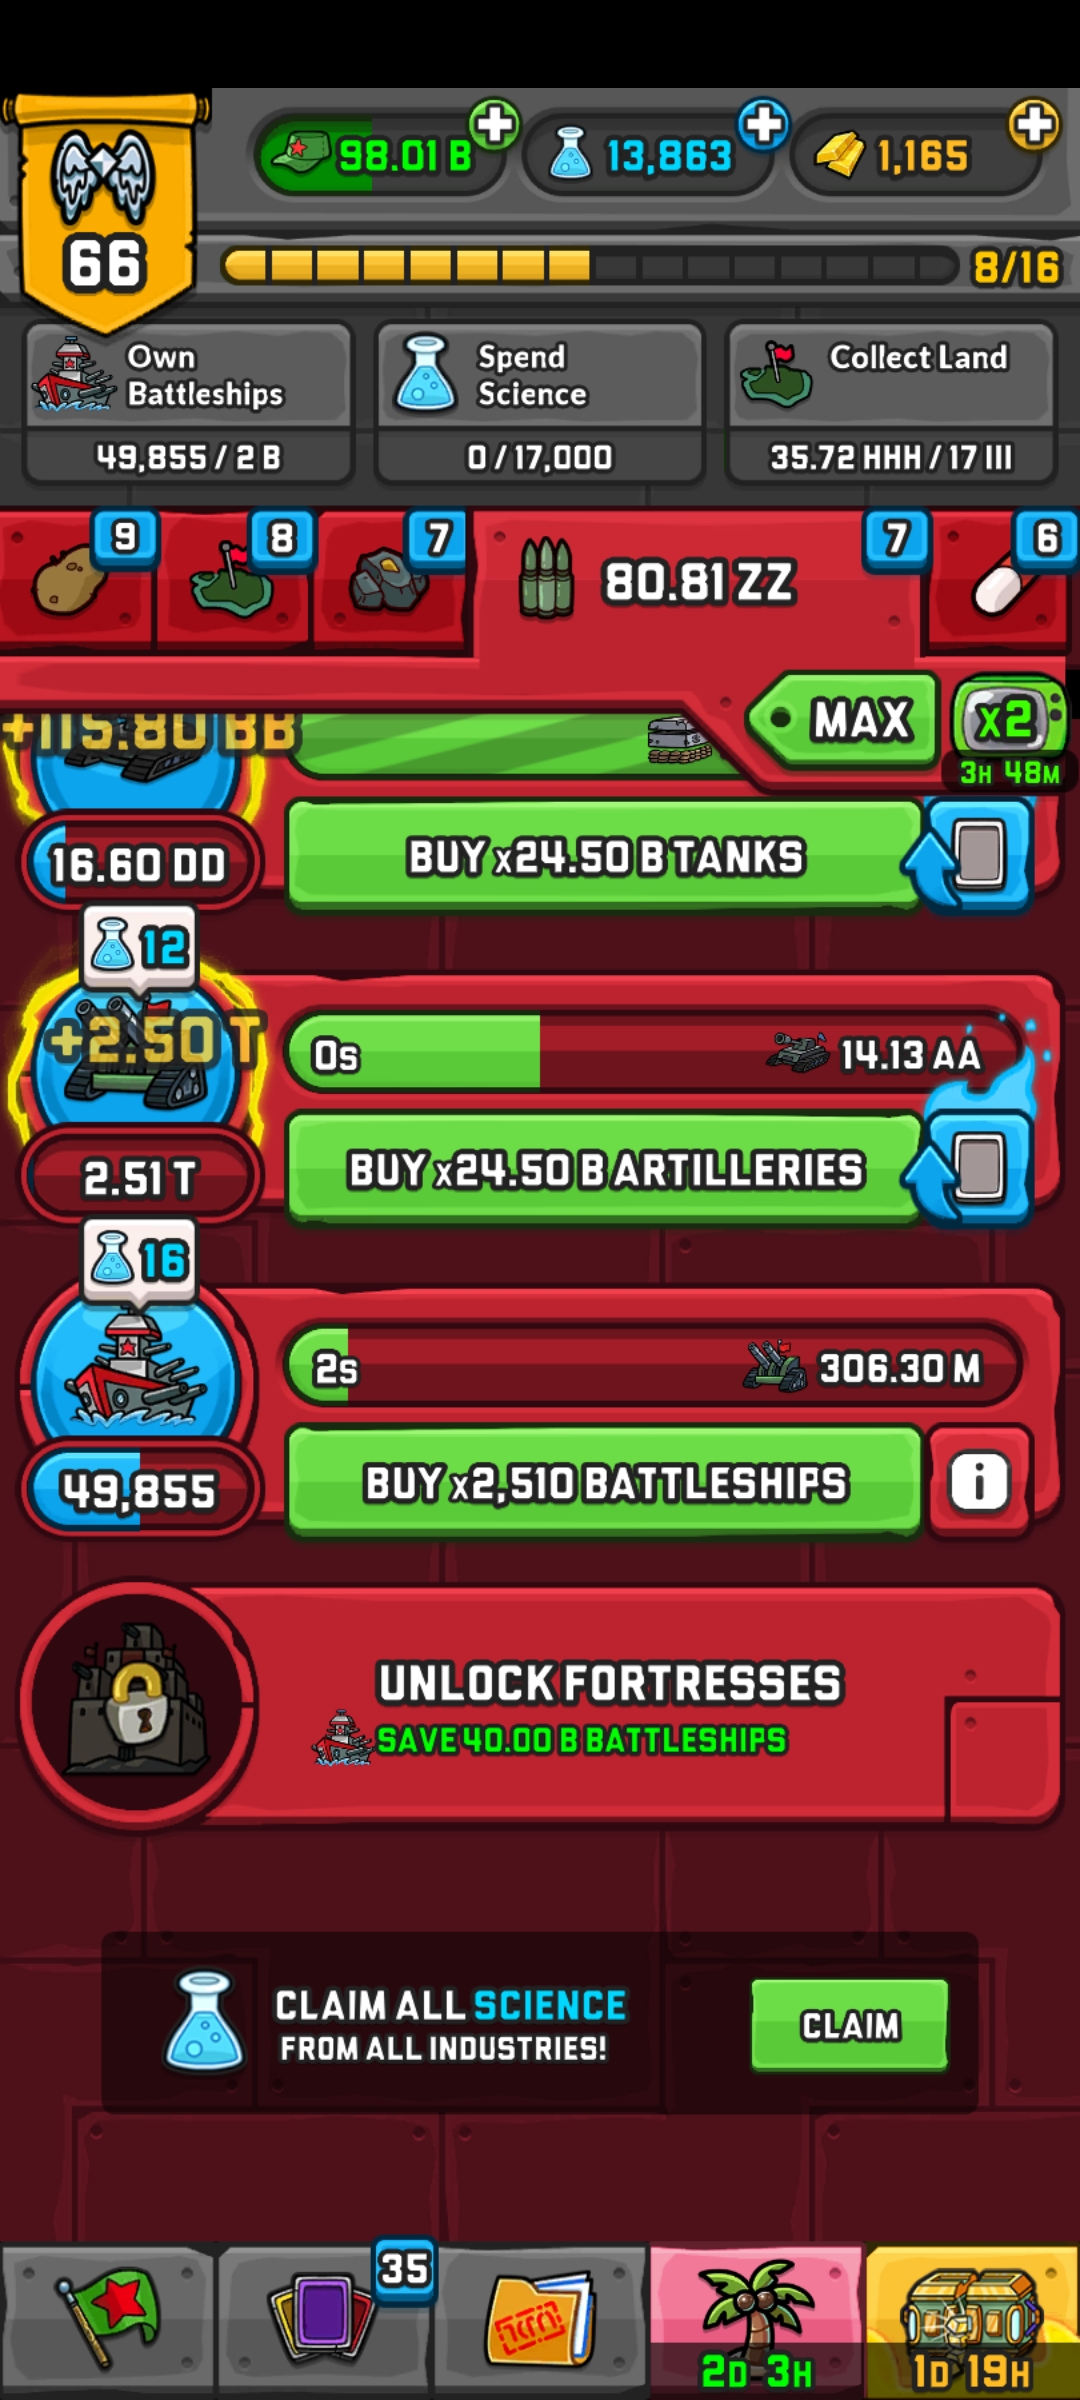 98.01 B
13,863
1,165
66
8/16
Own
Battleships
49,855 / 2 B
Spend
Science
0 / 17,000
Collect Land
35.72 HHH / 17 III
9
8
7
80.81 ZZ
7
6
MAX
x2
3H 48M
+115.80 BB
16.60 DD
BUY x24.50 B TANKS
12
+2.50 T
0s
14.13 AA
2.51 T
BUY x24.50 B ARTILLERIES
16
2s
306.30 M
49,855
BUY x2,510 BATTLESHIPS
i
UNLOCK FORTRESSES
SAVE 40.00 B BATTLESHIPS
CLAIM ALL SCIENCE
FROM ALL INDUSTRIES!
CLAIM
35
2D 3H
1D 19H